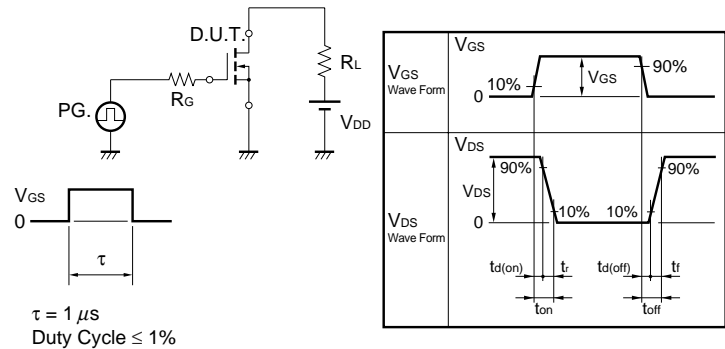 D.U.T.
RL
RG
PG.
VDD
VGS
0
τ
τ = 1 μs
Duty Cycle ≤ 1%
VGS
Wave Form
VGS
10%
VGS
90%
0
VDS
Wave Form
VDS
90%
90%
VDS
10%
10%
0
td(on)
tr
td(off)
tf
ton
toff